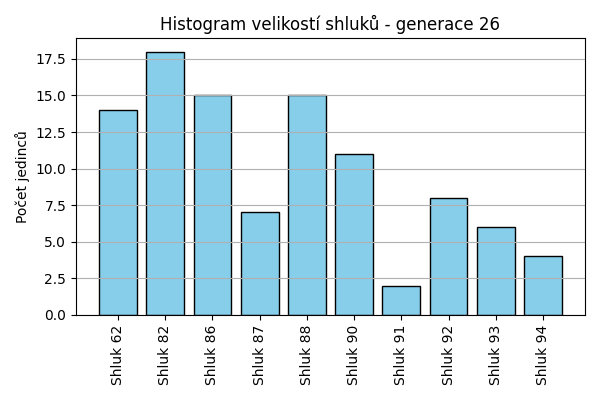 Histogram velikostí shluků - generace 26
Počet jedinců
17.5
15.0
12.5
10.0
7.5
5.0
2.5
0.0
Shluk 62
Shluk 82
Shluk 86
Shluk 87
Shluk 88
Shluk 90
Shluk 91
Shluk 92
Shluk 93
Shluk 94